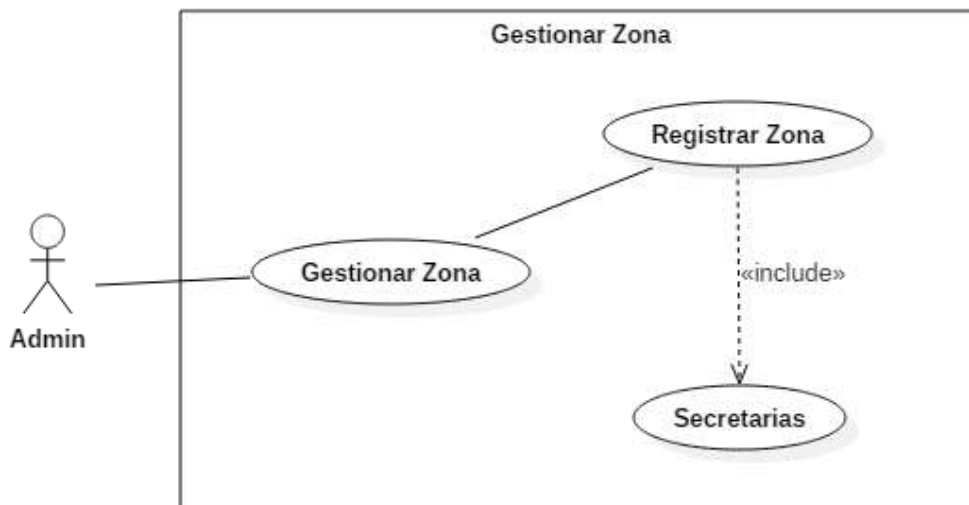 Gestionar Zona
Registrar Zona
Gestionar Zona
«include»
Admin
Secretarias